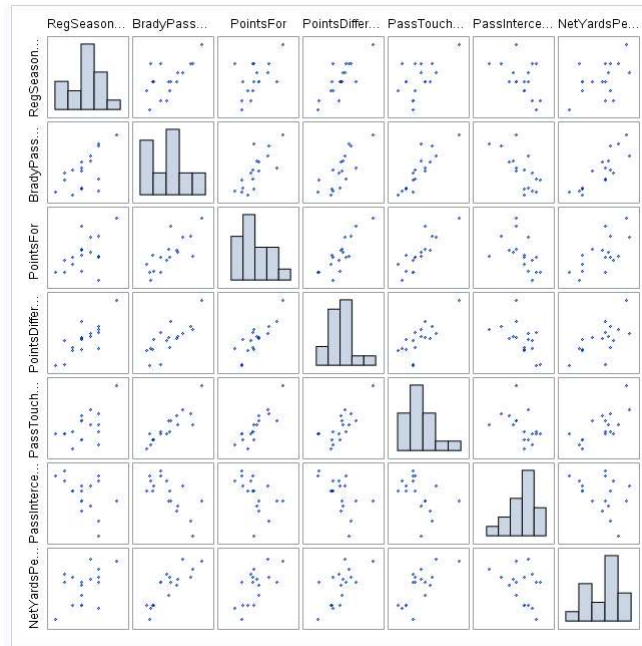 RegSeason... BradyPass... PointsFor PointsDiffer... PassTouch... PassInterce... NetYardsPe...
RegSeason...
BradyPass...
PointsFor
PointsDiffer...
PassTouch...
PassInterce...
NetYardsPe...